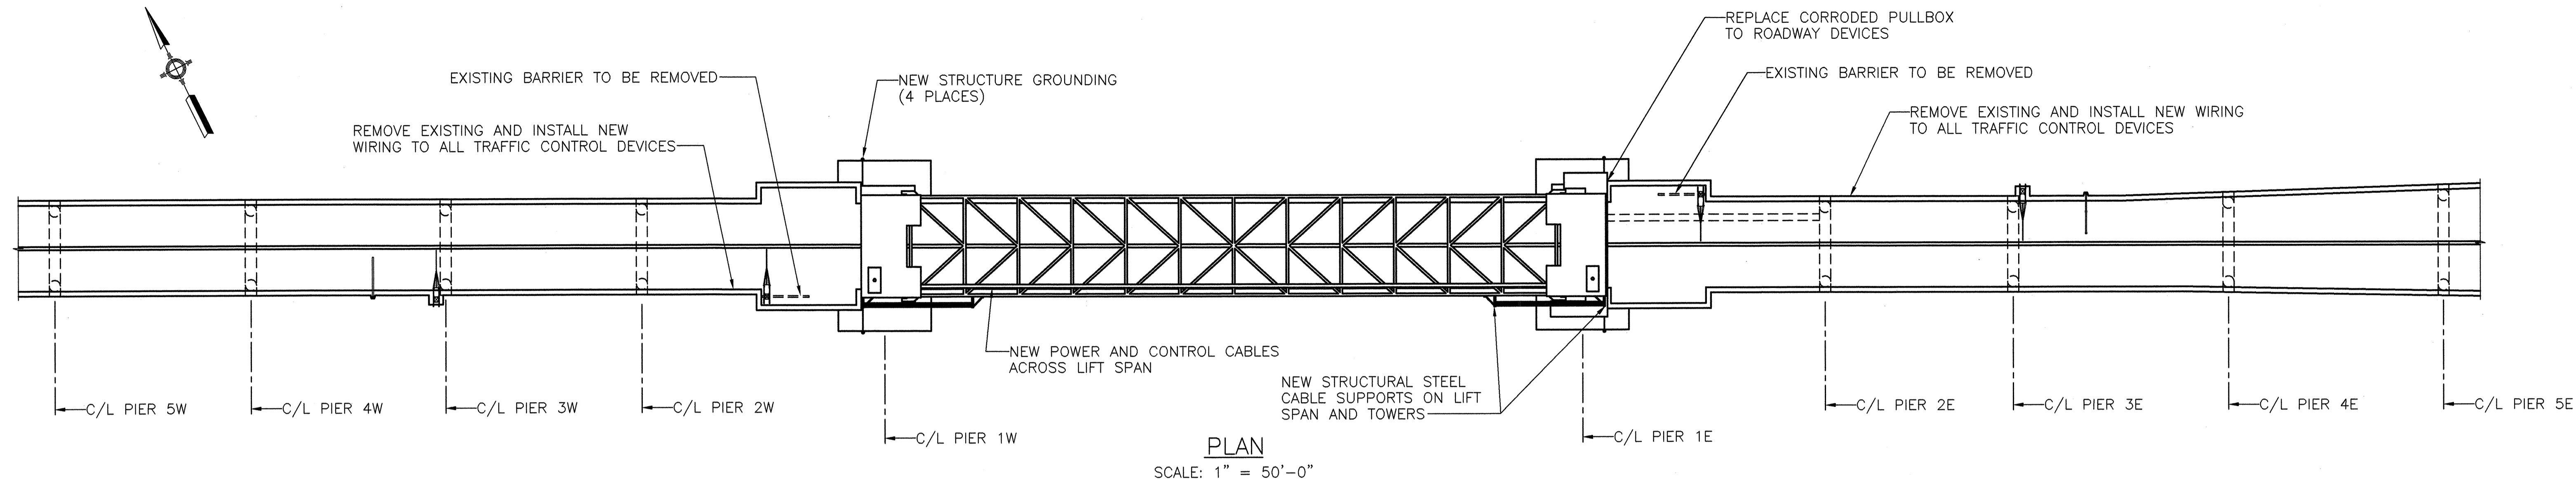 REPLACE CORRODED PULLBOX
TO ROADWAY DEVICES
EXISTING BARRIER TO BE REMOVED
NEW STRUCTURE GROUNDING
(4 PLACES)
EXISTING BARRIER TO BE REMOVED
REMOVE EXISTING AND INSTALL NEW
WIRING TO ALL TRAFFIC CONTROL DEVICES
REMOVE EXISTING AND INSTALL NEW WIRING
TO ALL TRAFFIC CONTROL DEVICES
NEW POWER AND CONTROL CABLES
ACROSS LIFT SPAN
NEW STRUCTURAL STEEL
CABLE SUPPORTS ON LIFT
SPAN AND TOWERS
C/L PIER 5W
C/L PIER 4W
C/L PIER 3W
C/L PIER 2W
C/L PIER 1W
C/L PIER 1E
C/L PIER 2E
C/L PIER 3E
C/L PIER 4E
C/L PIER 5E
PLAN
SCALE: 1" = 50'-0"